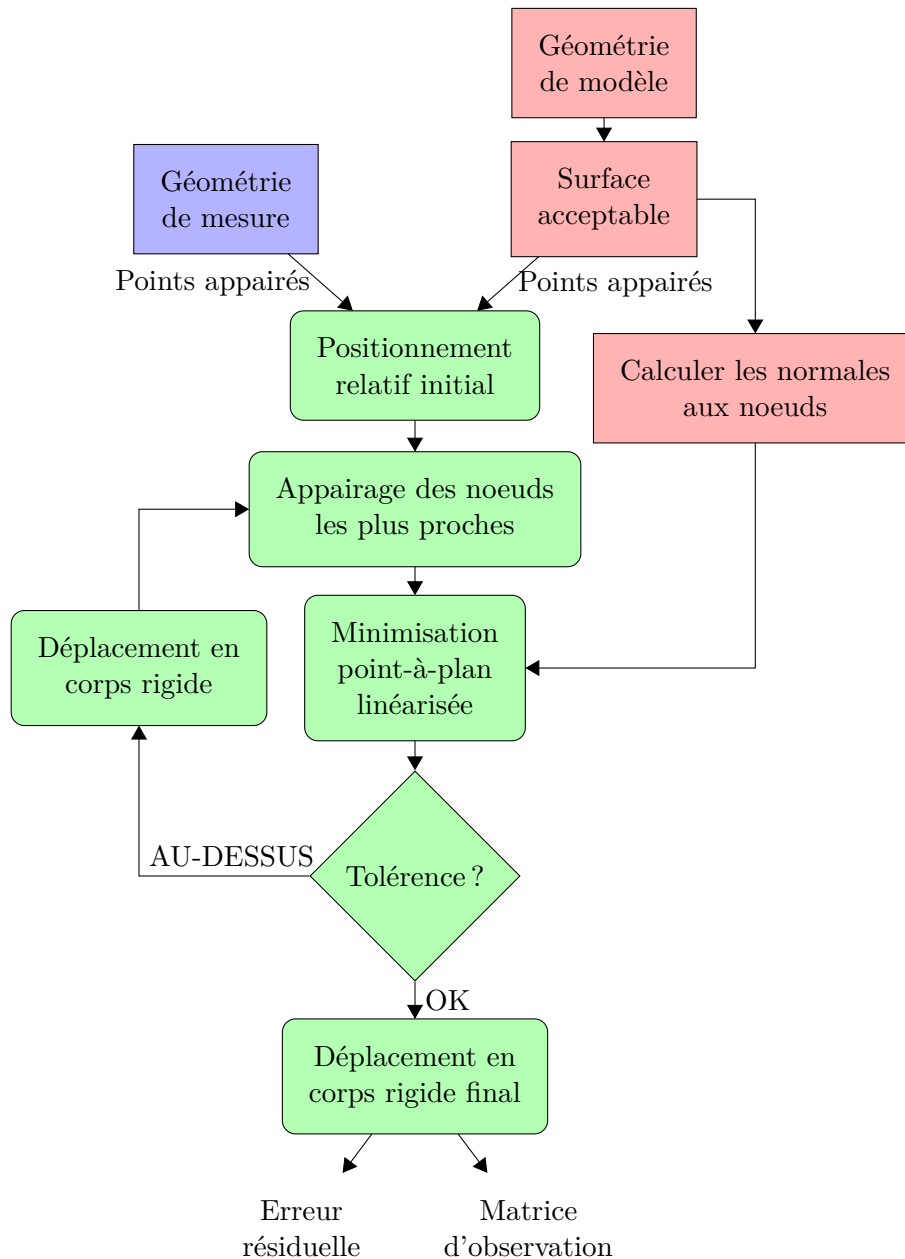 Géométrie
de modèle
Géométrie
de mesure
Surface
acceptable
Points appairés
Points appairés
Positionnement
relatif initial
Calculer les normales
aux noeuds
Appairage des noeuds
les plus proches
Déplacement en
corps rigide
Minimisation
point-à-plan
linéarisée
AU-DESSUS
Tolérence ?
OK
Déplacement en
corps rigide final
Erreur
résiduelle
Matrice
d'observation